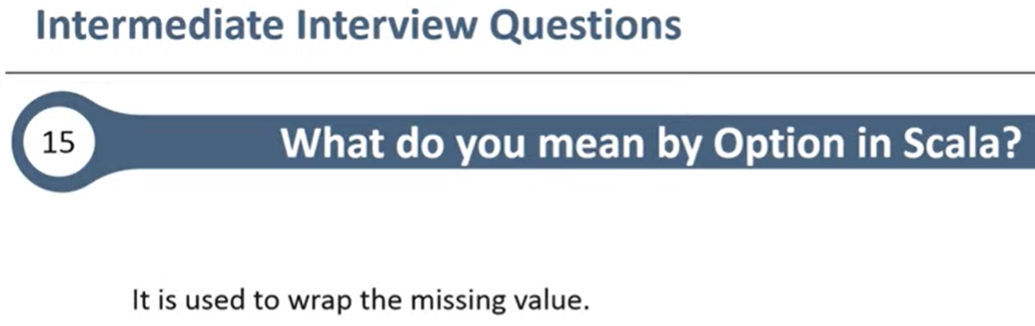 Intermediate Interview Questions
15
What do you mean by Option in Scala?
It is used to wrap the missing value.